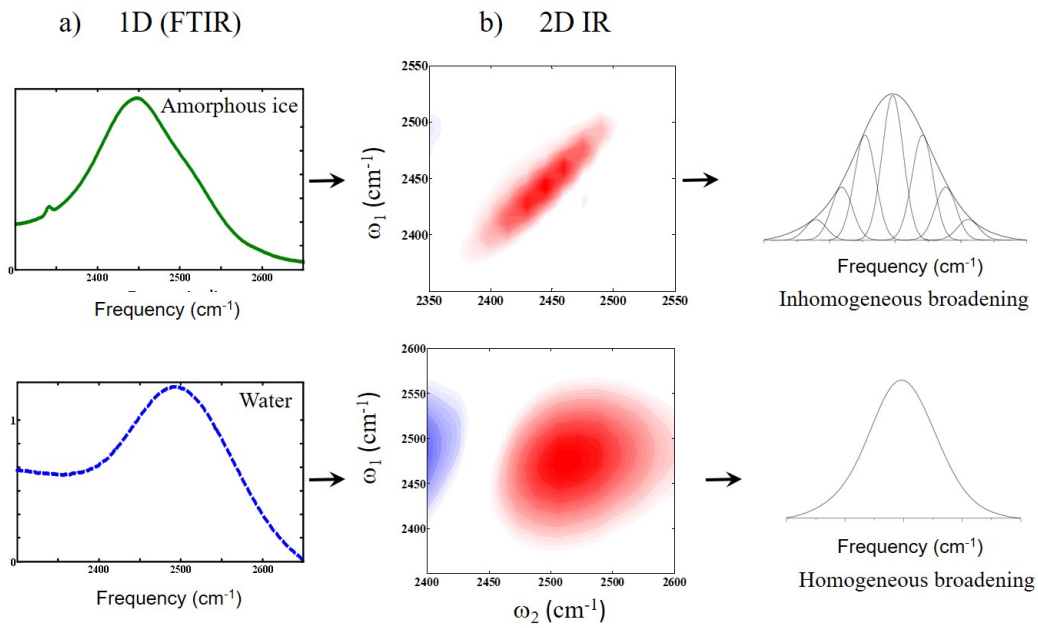 a) 1D (FTIR)
b) 2D IR
Amorphous ice
0
2400
2500
2600
Frequency (cm-1)
2550
2500
2450
2400
2350
2400
2450
2500
2550
ω1 (cm-1)
Frequency (cm-1)
Inhomogeneous broadening
Water
1
0
2400
2500
2600
Frequency (cm-1)
2600
2550
2500
2450
2400
2400
2450
2500
2550
2600
ω1 (cm-1)
ω2 (cm-1)
Frequency (cm-1)
Homogeneous broadening